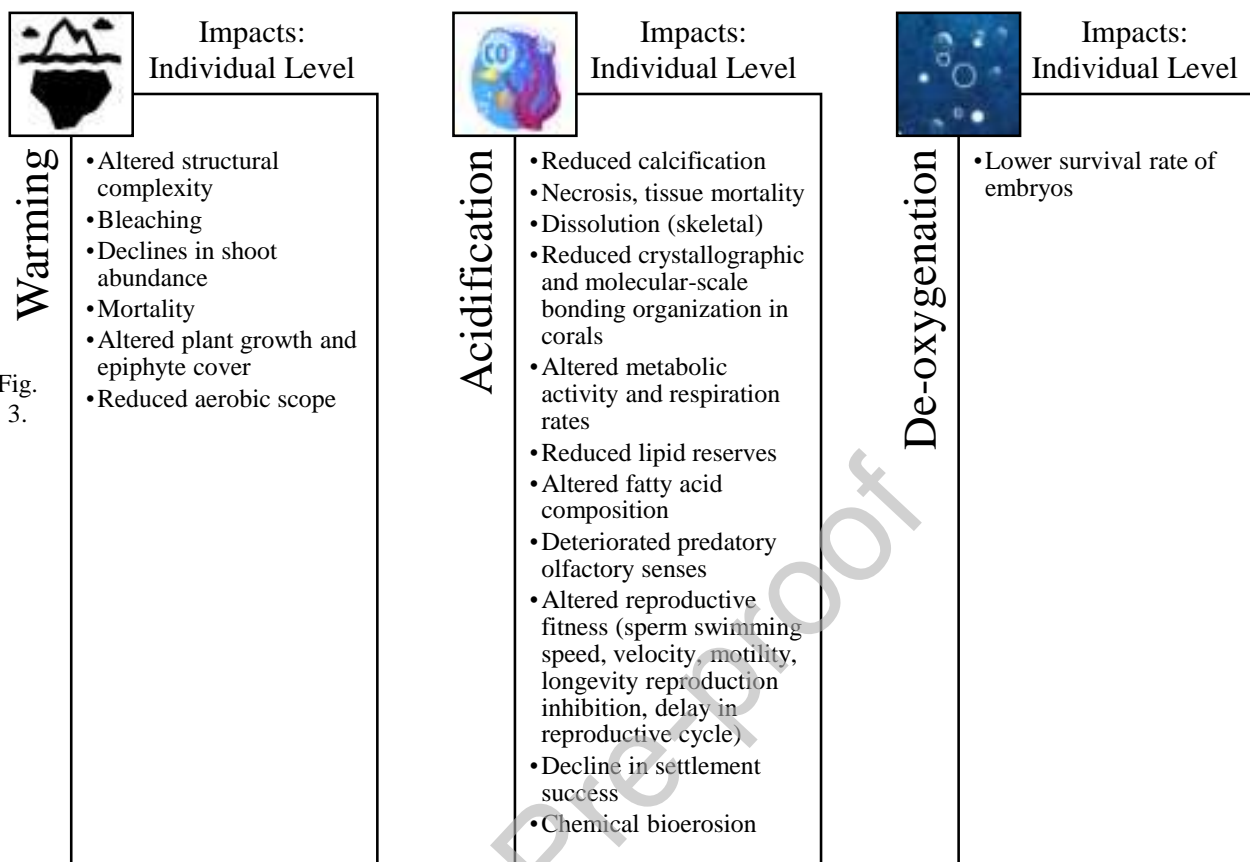 Impacts:
Individual Level
Warming
•Altered structural
complexity
•Bleaching
•Declines in shoot
abundance
•Mortality
•Altered plant growth and
epiphyte cover
•Reduced aerobic scope
Fig.
3.
Impacts:
Individual Level
CO
Acidification
•Reduced calcification
•Necrosis, tissue mortality
•Dissolution (skeletal)
•Reduced crystallographic
and molecular-scale
bonding organization in
corals
•Altered metabolic
activity and respiration
rates
•Reduced lipid reserves
•Altered fatty acid
composition
•Deteriorated predatory
olfactory senses
•Altered reproductive
fitness (sperm swimming
speed, velocity, motility,
longevity reproduction
inhibition, delay in
reproductive cycle)
•Decline in settlement
success
•Chemical bioerosion
Impacts:
Individual Level
De-oxygenation
•Lower survival rate of
embryos
Pre-proof